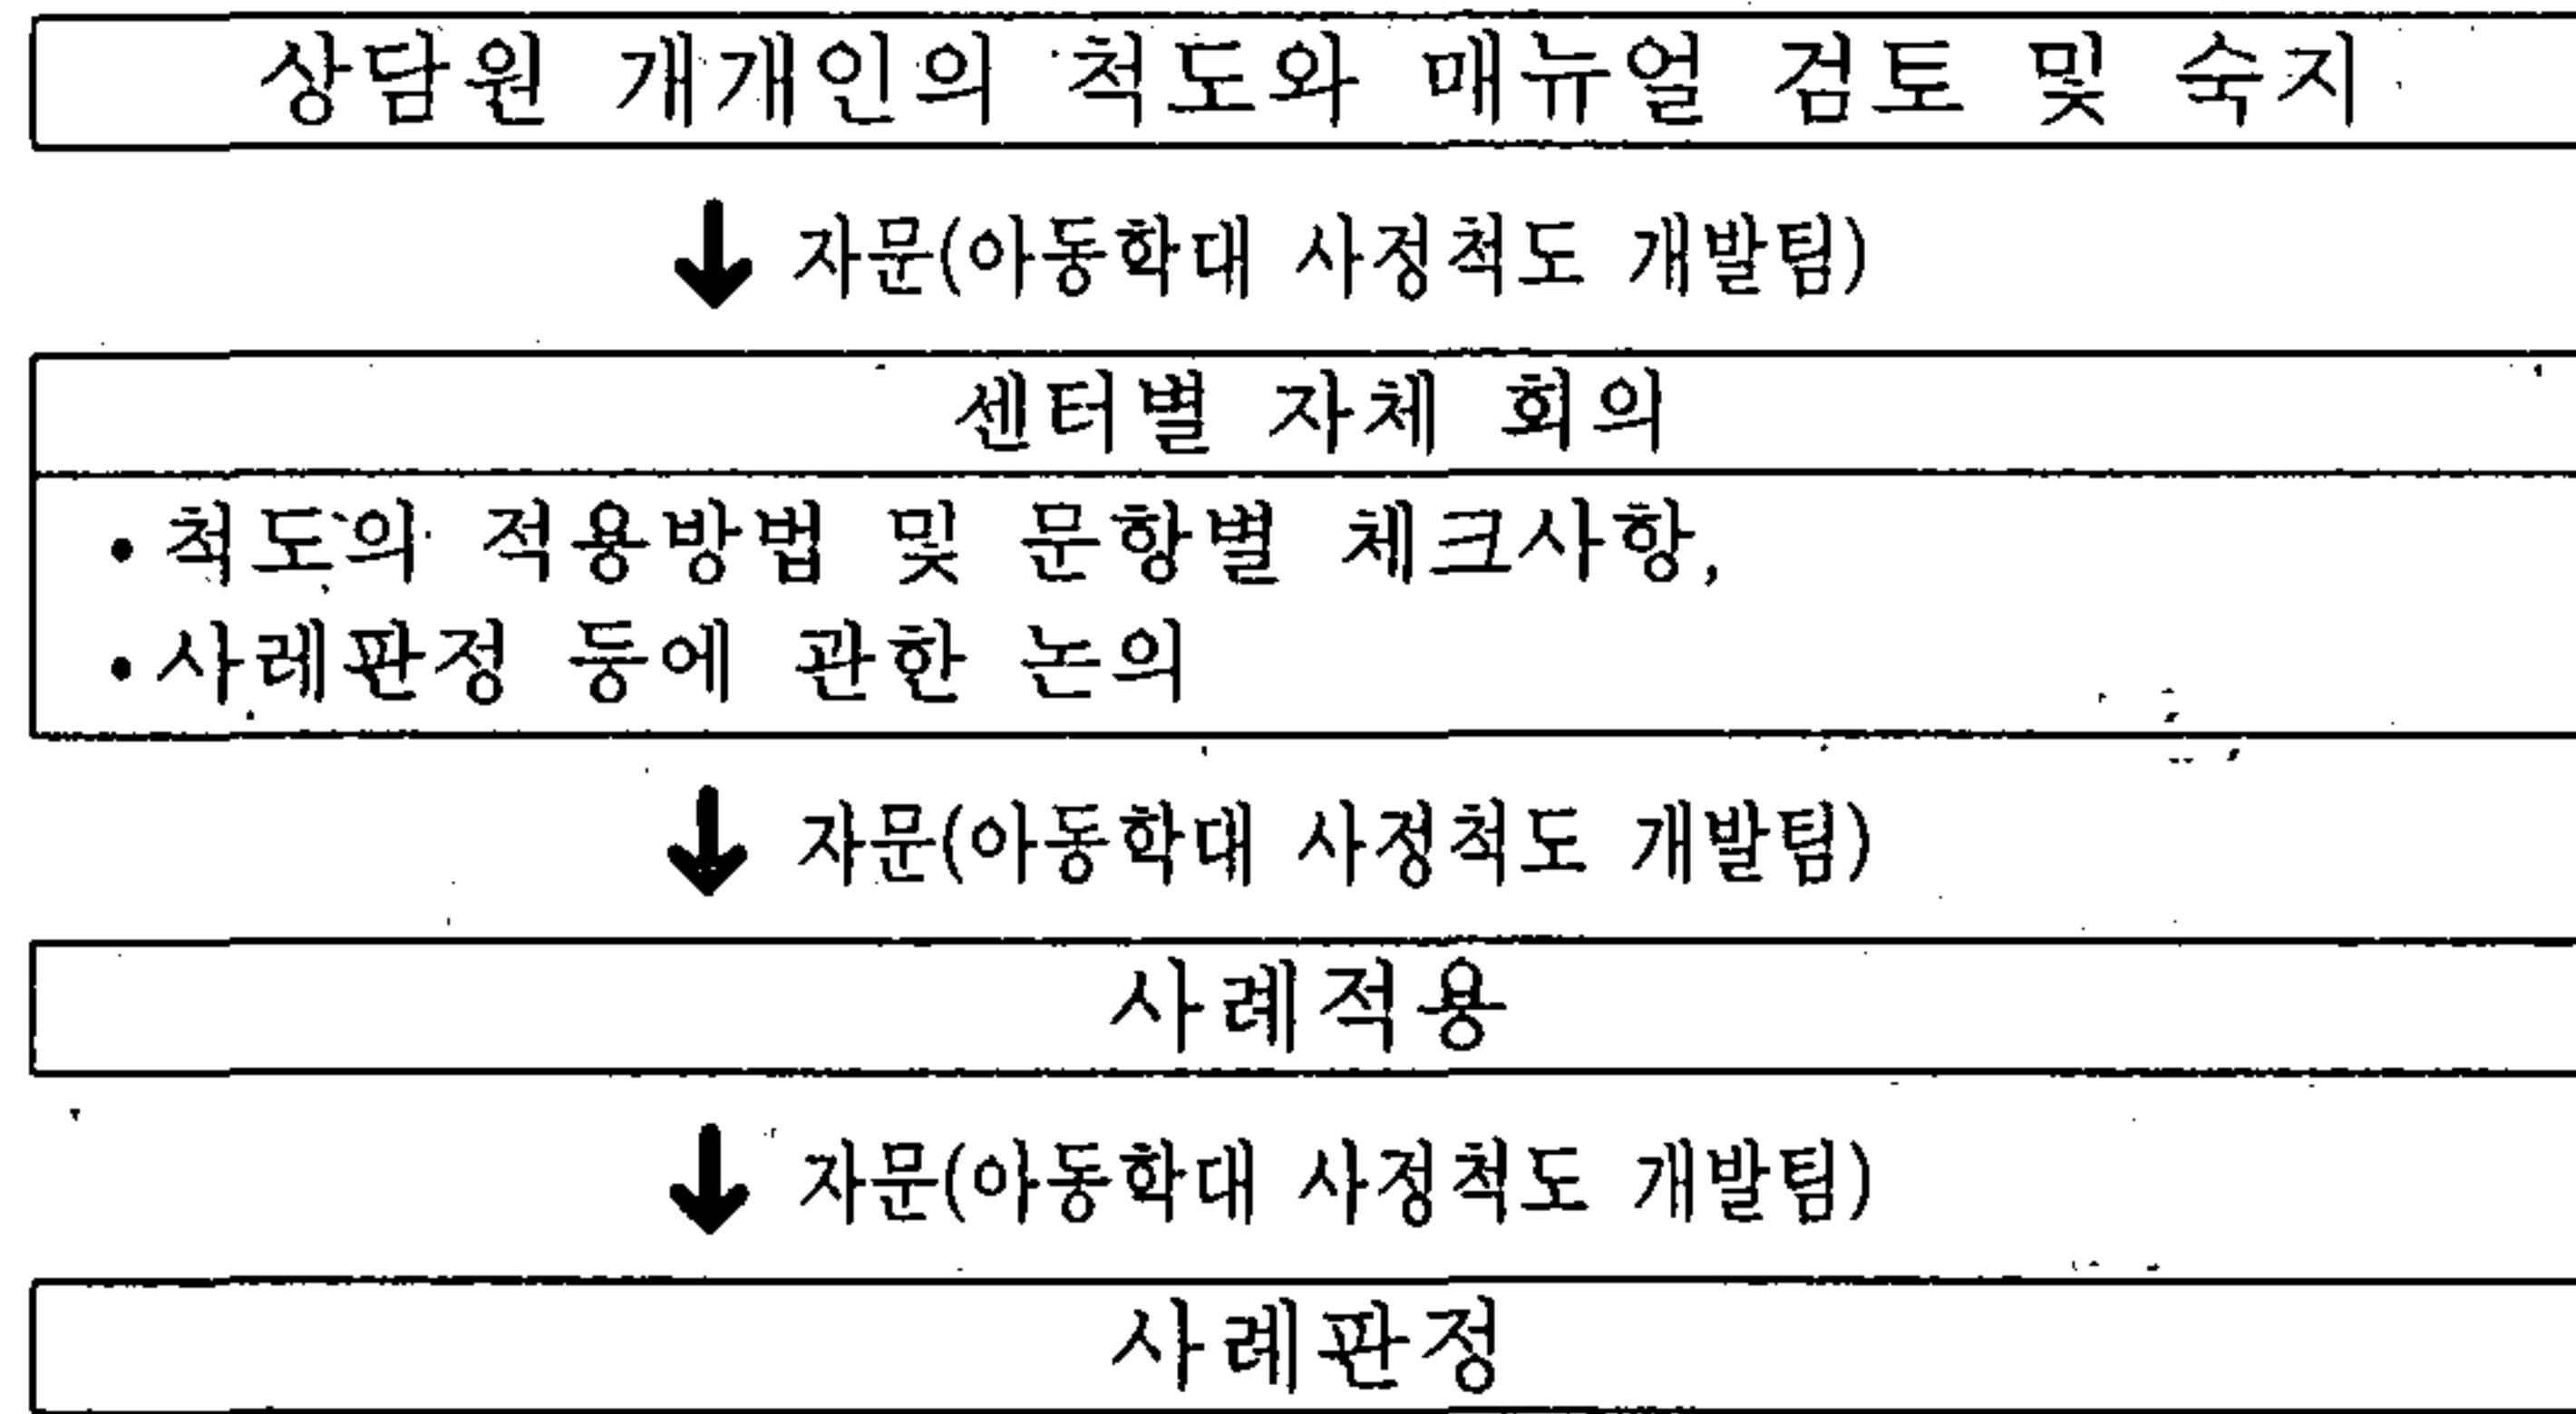 상담원 개개인의 척도와 매뉴얼 검토 및 숙지
자문(아동학대 사정척도 개발팀)
센터별 자체 회의
• 척도의 적용방법 및 문항별 체크사항,
• 사례판정 등에 관한 논의
자문(아동학대 사정척도 개발팀)
사례적용
자문(아동학대 사정척도 개발팀)
사례판정